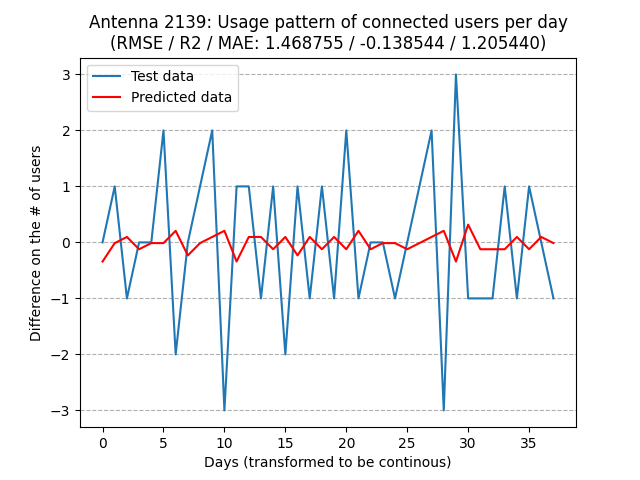 Antenna 2139: Usage pattern of connected users per day
(RMSE / R2 / MAE: 1.468755 / -0.138544 / 1.205440)
Test data
Predicted data
Difference on the # of users
3
2
1
0
−1
−2
−3
0 5 10 15 20 25 30 35
Days (transformed to be continous)